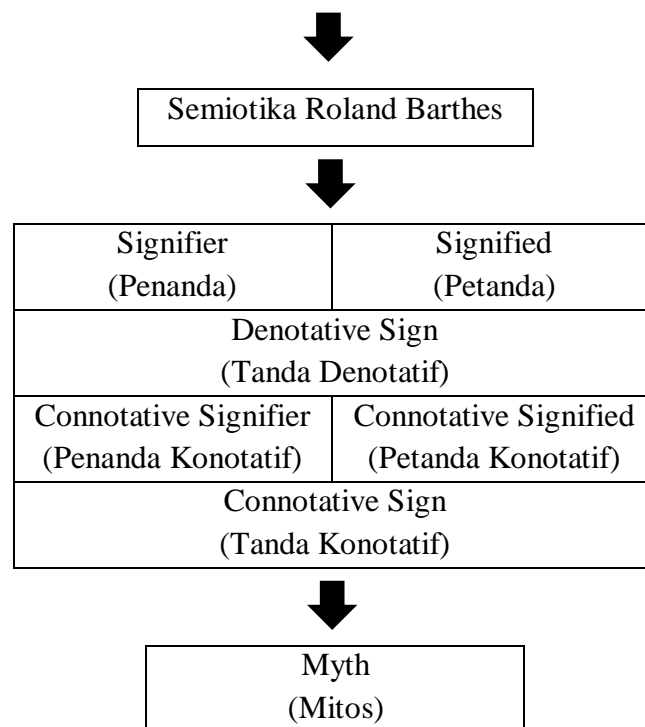 Semiotika Roland Barthes
Signifier
(Penanda)
Signified
(Petanda)
Denotative Sign
(Tanda Denotatif)
Connotative Signifier
(Penanda Konotatif)
Connotative Signified
(Petanda Konotatif)
Connotative Sign
(Tanda Konotatif)
Myth
(Mitos)